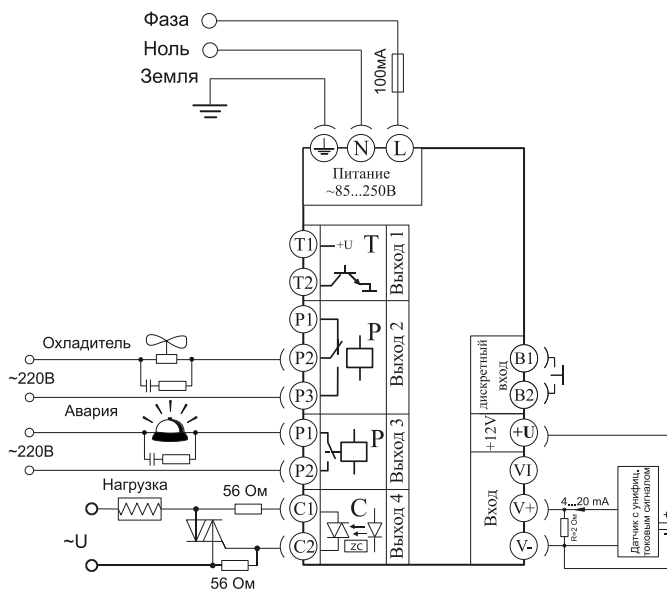 Фаза
Ноль
Земля
100мА
N
L
Питание
~85...250В
T1
+U
T
T2
Выход 1
P1
P
P2
P3
Выход 2
Охладитель
~220В
Авария
~220В
P1
P
P2
Выход 3
Нагрузка
56 Ом
~U
56 Ом
C1
C
C2
ZC
Выход 4
дискретный
вход
B1
B2
+12V
+U
Вход
VI
V+
V-
4...20 mA
R=2 Ом
Датчик с унифиц.
токовым сигналом
+